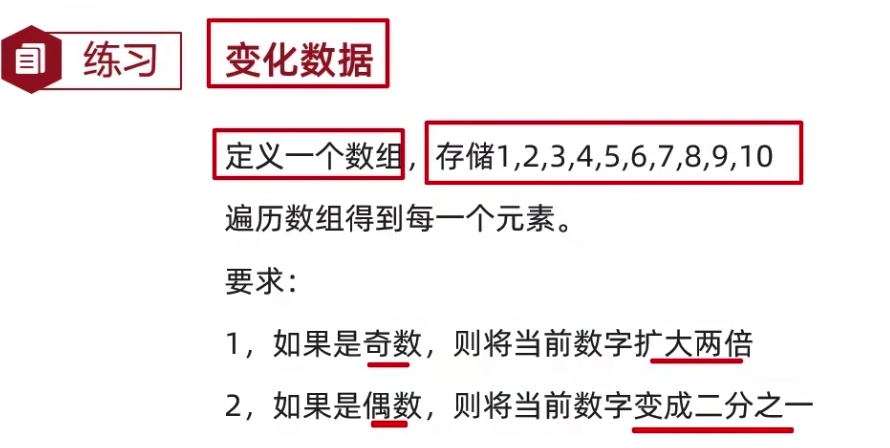 练习
变化数据
定义一个数组，存储1,2,3,4,5,6,7,8,9,10
遍历数组得到每一个元素。
要求：
1，如果是奇数，则将当前数字扩大两倍
2，如果是偶数，则将当前数字变成二分之一